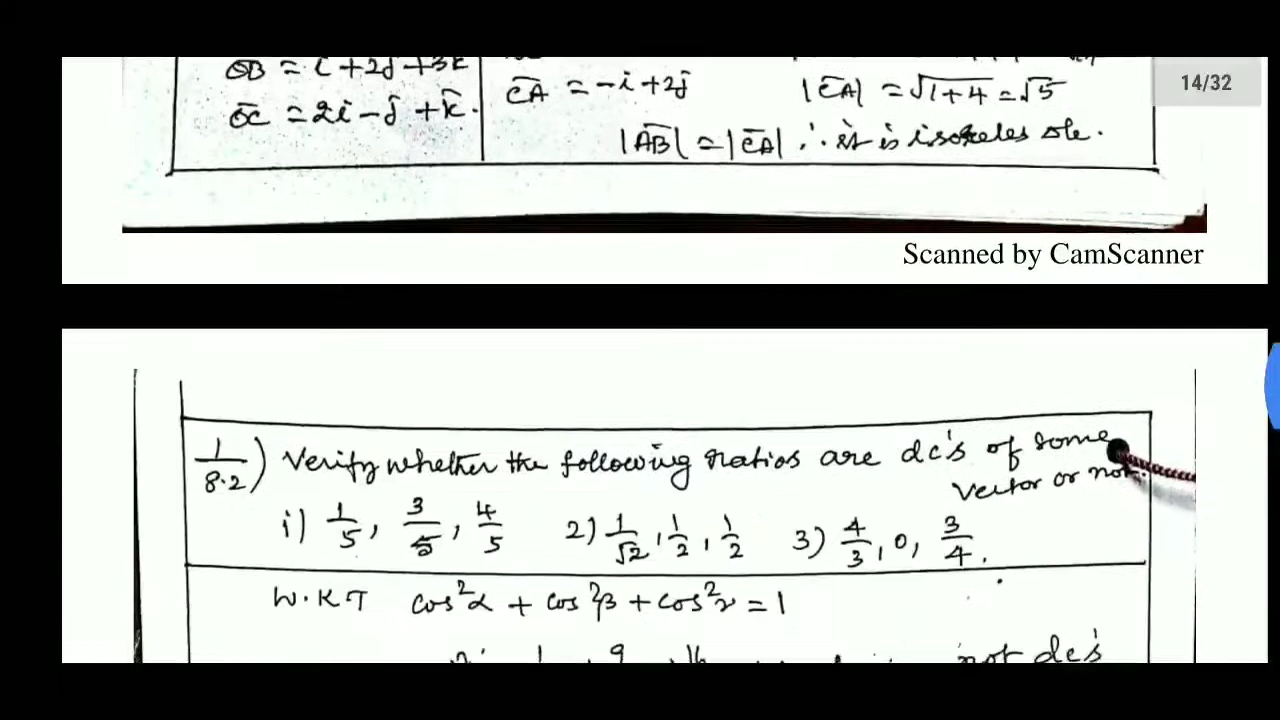 OB = i + 2j + 3k
CA = -i + 2j
|CA| = √1+4 = √5
14/32
OC = 2i - j + k.
|AB| = |CA| ∴ it is isosceles
Scanned by CamScanner
1/8.2) Verify whether the following ratios are dc's of some
vector or not.
i) 1/5, 3/5, 4/5 2) 1/√2, 1/2, 1/2 3) 4/3, 0, 3/4.
W.K.T cos²α + cos²β + cos²γ = 1
not dc's